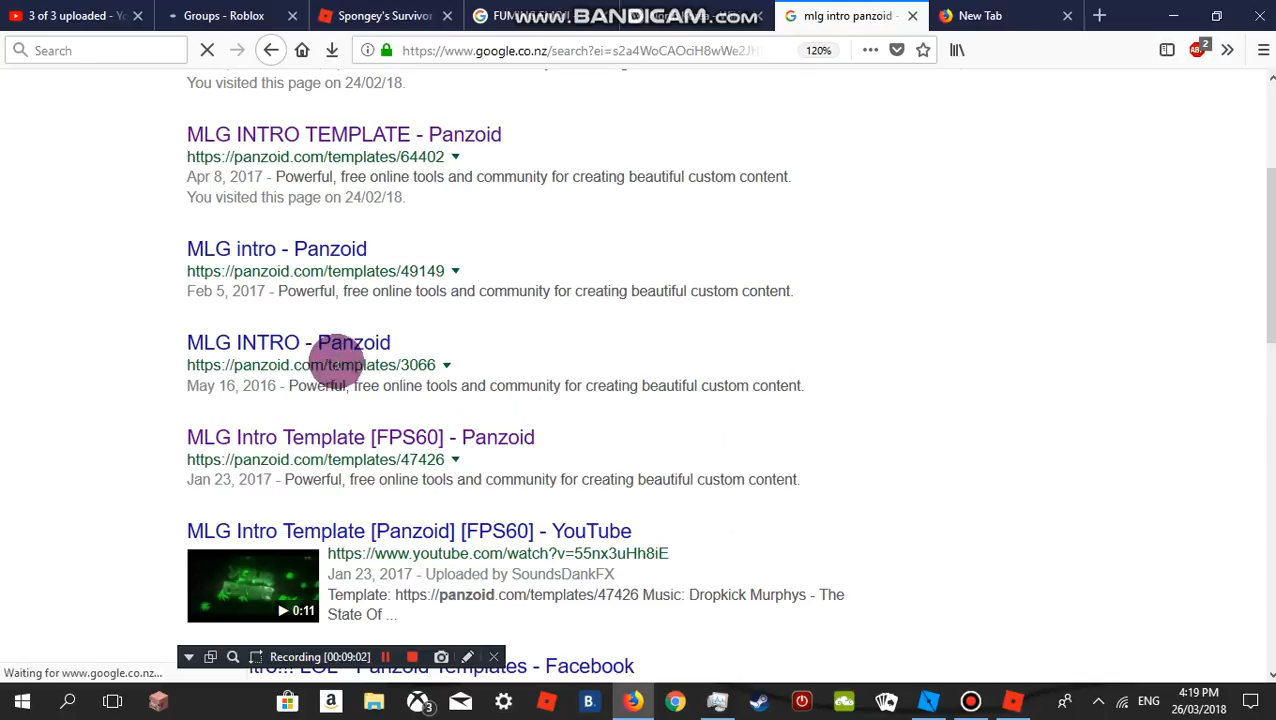 3 of 3 uploaded - Yo
Groups - Roblox
Spongey's Survivor
WWW.BANDICAM.COM
mlg intro panzoid -
New Tab
Search
https://www.google.co.nz/search?ei=s2a4WoCAOciH8wWe2JH
120%
2
You visited this page on 24/02/18.
MLG INTRO TEMPLATE - Panzoid
https://panzoid.com/templates/64402
Apr 8, 2017 - Powerful, free online tools and community for creating beautiful custom content.
You visited this page on 24/02/18.
MLG intro - Panzoid
https://panzoid.com/templates/49149
Feb 5, 2017 - Powerful, free online tools and community for creating beautiful custom content.
MLG INTRO - Panzoid
https://panzoid.com/templates/3066
May 16, 2016 - Powerful, free online tools and community for creating beautiful custom content.
MLG Intro Template [FPS60] - Panzoid
https://panzoid.com/templates/47426
Jan 23, 2017 - Powerful, free online tools and community for creating beautiful custom content.
MLG Intro Template [Panzoid] [FPS60] - YouTube
https://www.youtube.com/watch?v=55nx3uHh8iE
Jan 23, 2017 - Uploaded by SoundsDankFX
0:11
Template: https://panzoid.com/templates/47426 Music: Dropkick Murphys - The
State Of ...
Recording [00:09:02]
intro!!! LOL - Panzoid Templates - Facebook
Waiting for www.google.co.nz...
3
B.
ENG
4:19 PM
26/03/2018